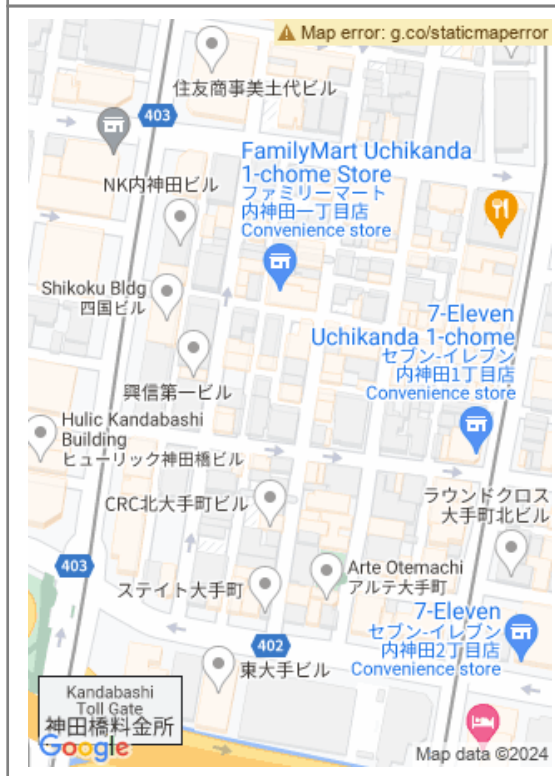 Map error: g.co/staticmaperror
住友商事美土代ビル
403
FamilyMart Uchikanda
1-chome Store
ファミリーマート
内神田一丁目店
Convenience store
NK内神田ビル
Shikoku Bldg
四国ビル
7-Eleven
Uchikanda 1-chome
セブン-イレブン
内神田1丁目店
Convenience store
興信第一ビル
Hulic Kandabashi
Building
ヒューリック神田橋ビル
ラウンドクロス
大手町北ビル
CRC北大手町ビル
403
Arte Otemachi
アルテ大手町
ステイト大手町
7-Eleven
セブン-イレブン
内神田2丁目店
Convenience store
402
東大手ビル
Kandabashi
Toll Gate
神田橋料金所
Google
Map data ©2024